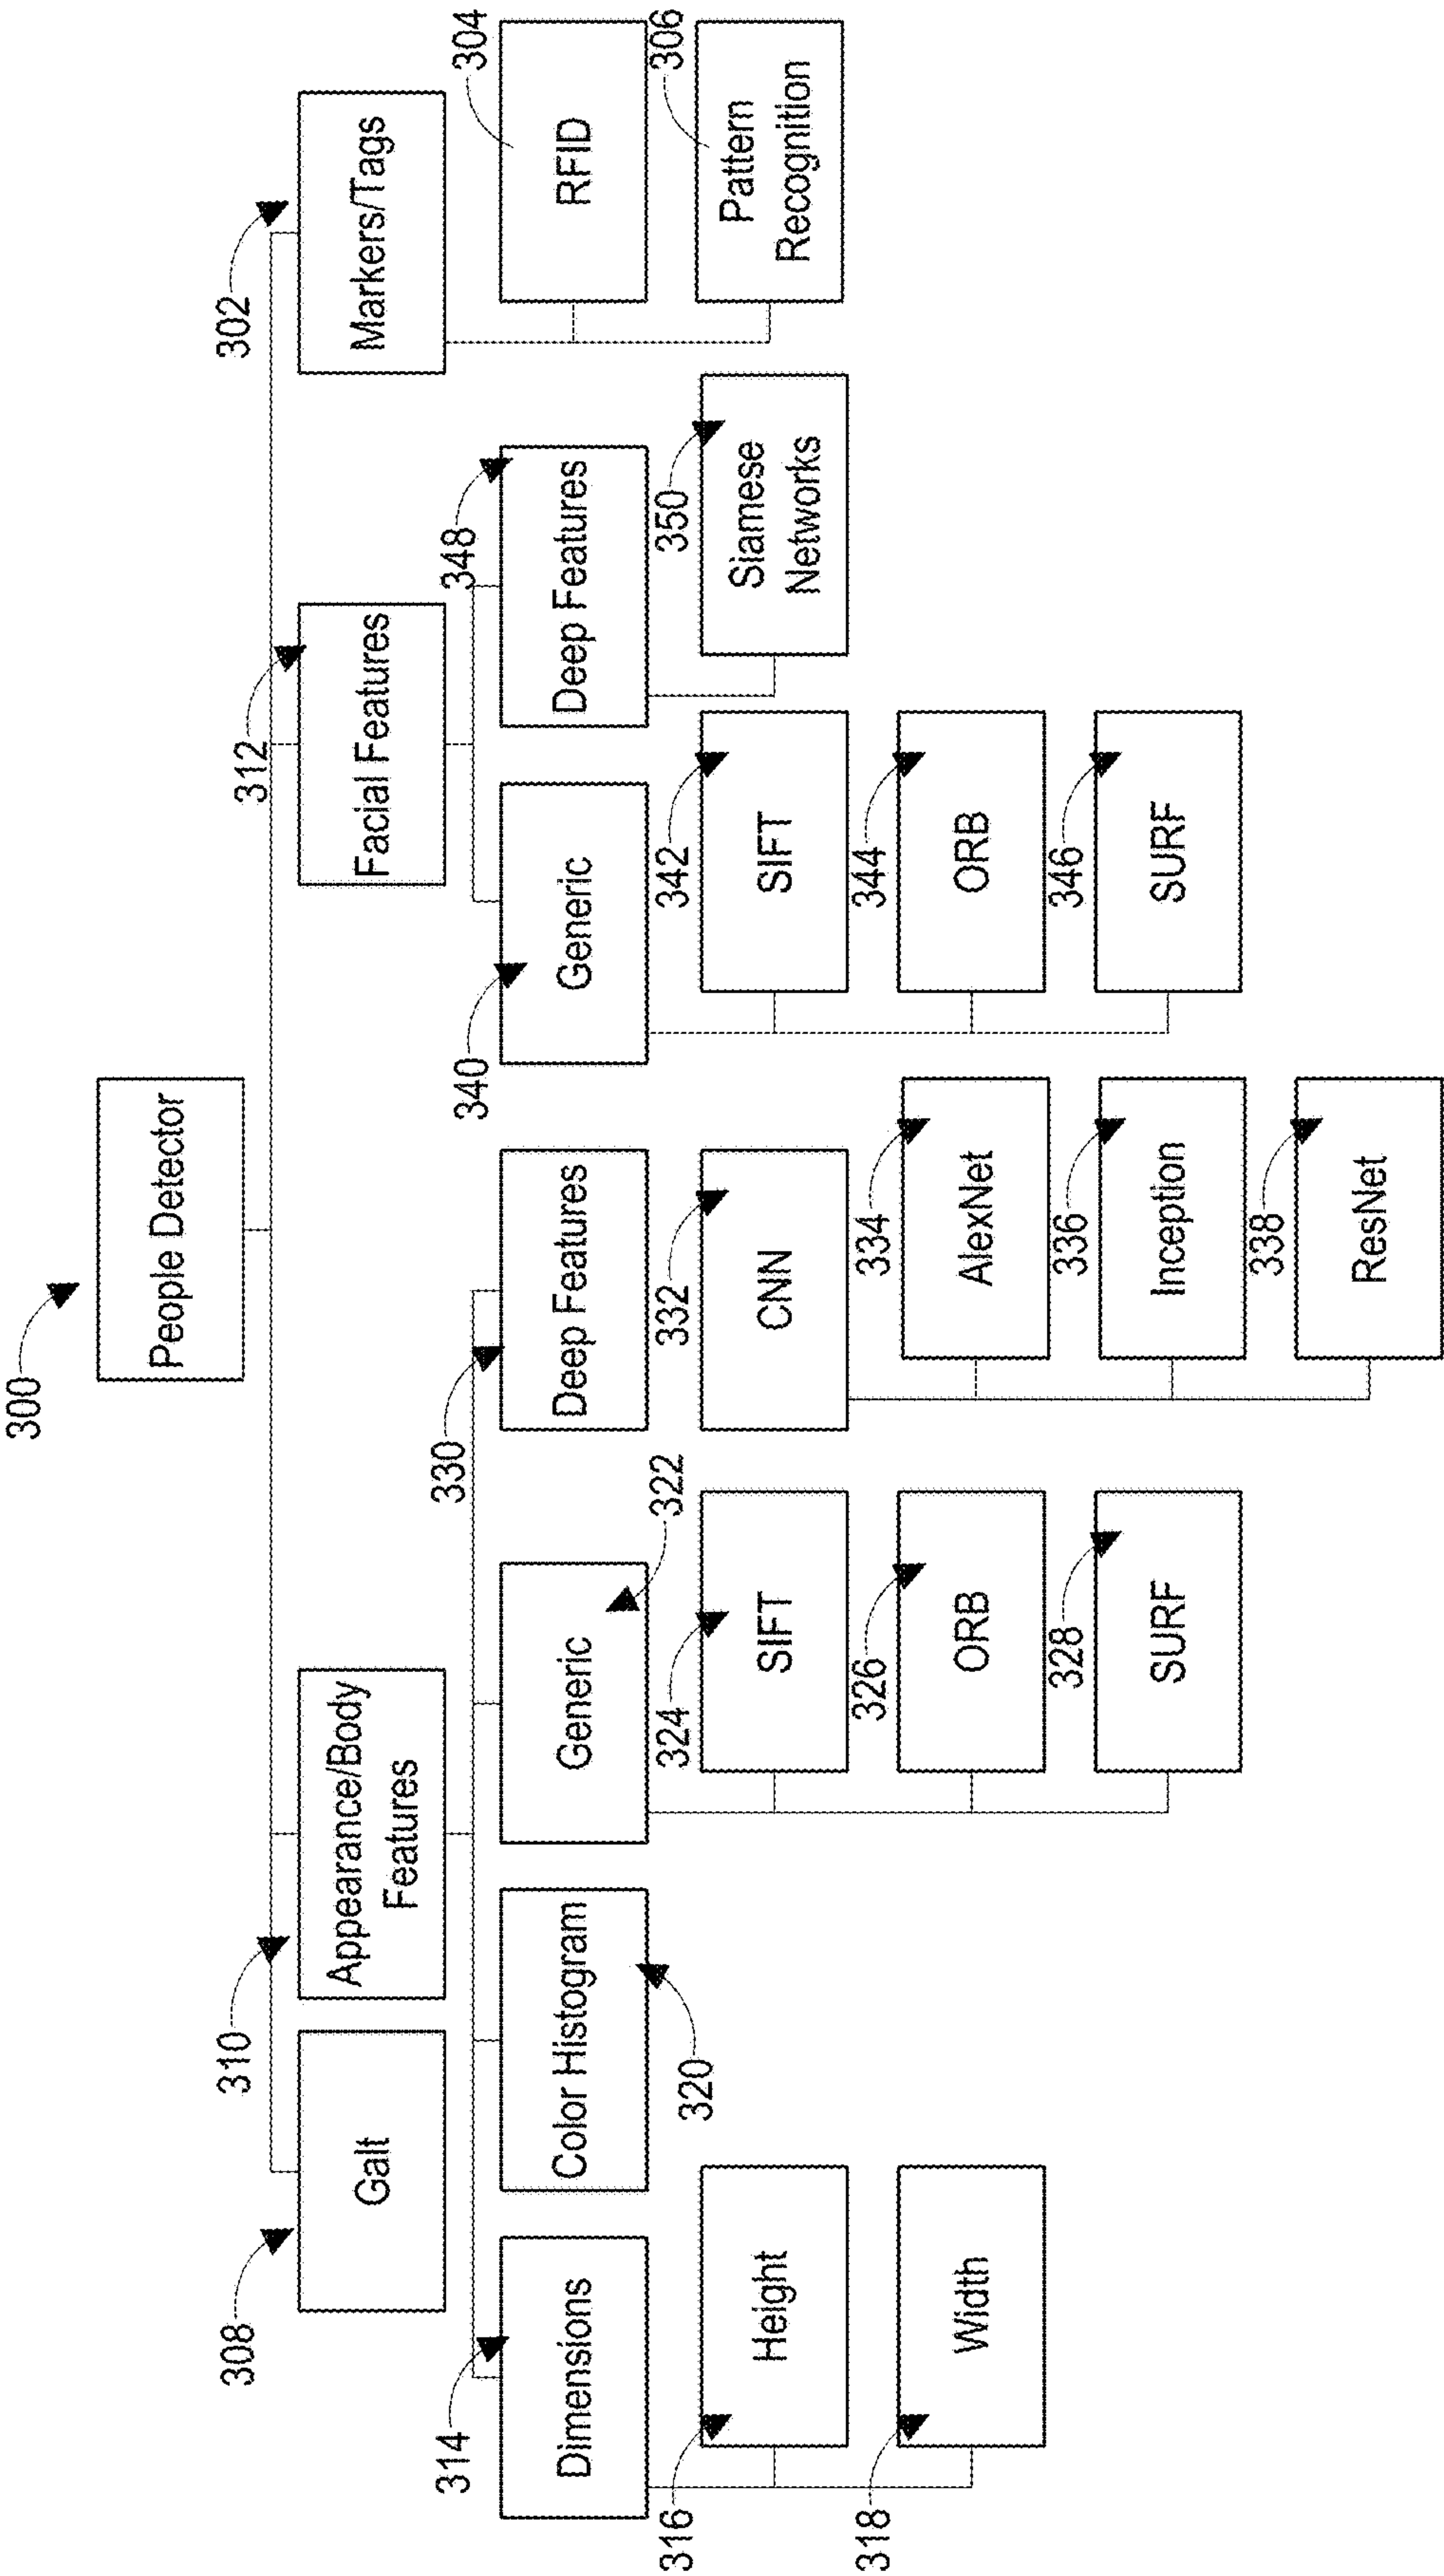 300
People Detector
308
Galt
310
Appearance/Body
Features
312
Facial Features
302
Markers/Tags
314
Dimensions
Color Histogram
320
Generic
322
330
Deep Features
340
Generic
348
Deep Features
RFID
304
316
Height
324
SIFT
332
CNN
342
SIFT
350
Siamese
Networks
Pattern
Recognition
306
318
Width
326
ORB
334
AlexNet
344
ORB
328
SURF
336
Inception
346
SURF
338
ResNet